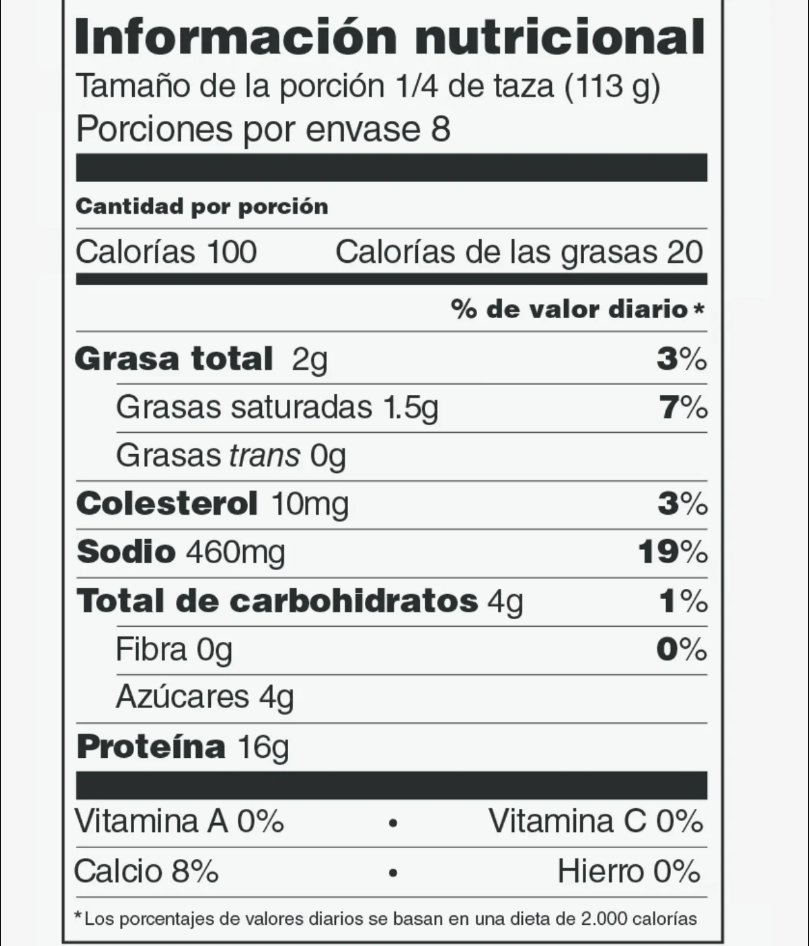 Información nutricional
Tamaño de la porción 1/4 de taza (113 g)
Porciones por envase 8
Cantidad por porción
Calorías 100 Calorías de las grasas 20
% de valor diario*
Grasa total 2g 3%
Grasas saturadas 1.5g 7%
Grasas trans 0g
Colesterol 10mg 3%
Sodio 460mg 19%
Total de carbohidratos 4g 1%
Fibra 0g 0%
Azúcares 4g
Proteína 16g
Vitamina A 0% • Vitamina C 0%
Calcio 8% • Hierro 0%
*Los porcentajes de valores diarios se basan en una dieta de 2.000 calorías